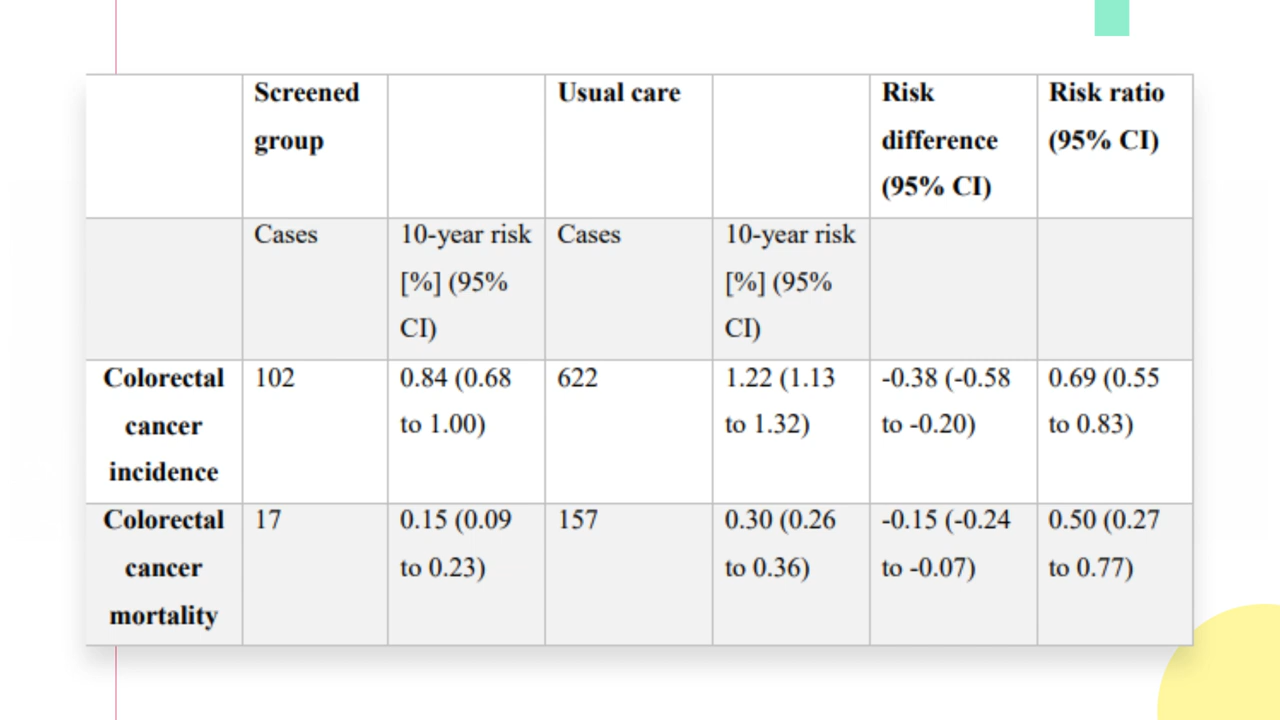 Screened group
Usual care
Risk difference (95% CI)
Risk ratio (95% CI)
Cases
10-year risk [%] (95% CI)
Cases
10-year risk [%] (95% CI)
Colorectal cancer incidence
102
0.84 (0.68 to 1.00)
622
1.22 (1.13 to 1.32)
-0.38 (-0.58 to -0.20)
0.69 (0.55 to 0.83)
Colorectal cancer mortality
17
0.15 (0.09 to 0.23)
157
0.30 (0.26 to 0.36)
-0.15 (-0.24 to -0.07)
0.50 (0.27 to 0.77)